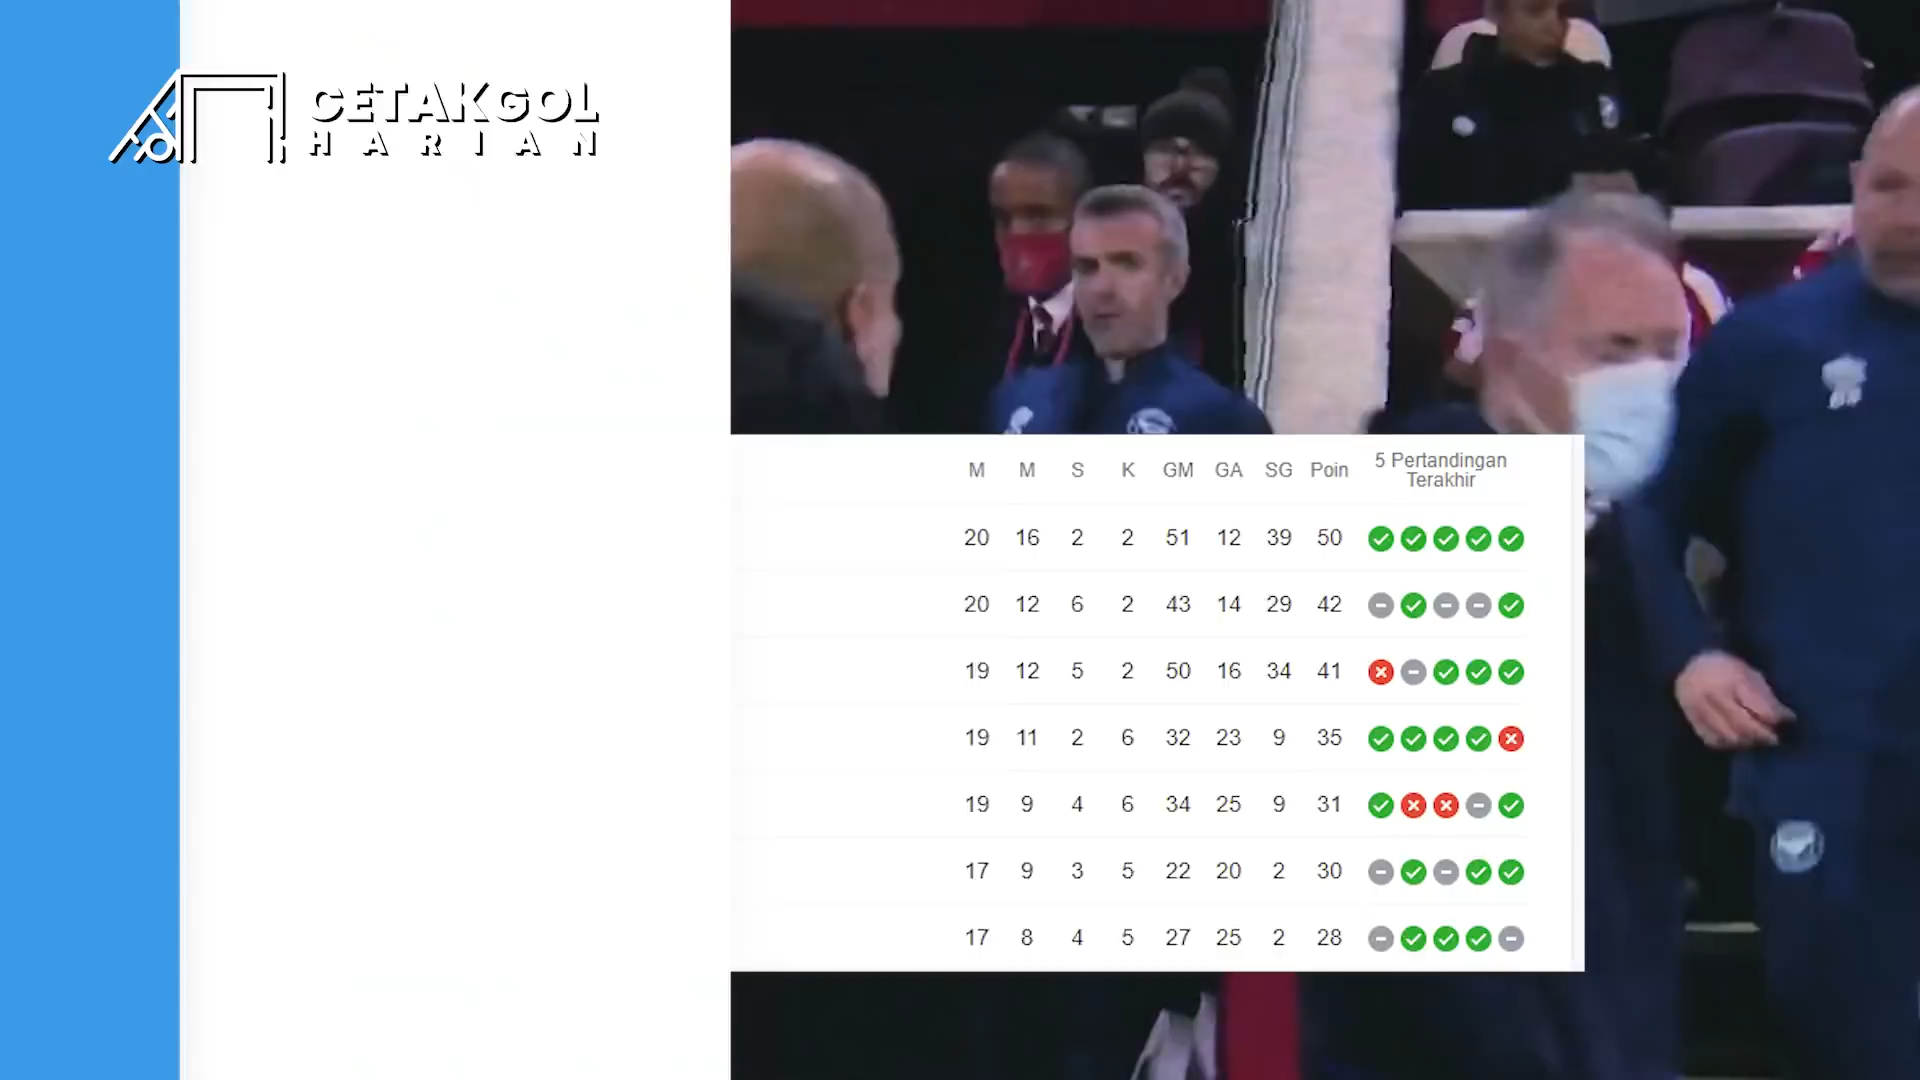 CETAKGOL
HARIAN
M M S K GM GA SG Poin 5 Pertandingan Terakhir
20 16 2 2 51 12 39 50
20 12 6 2 43 14 29 42
19 12 5 2 50 16 34 41
19 11 2 6 32 23 9 35
19 9 4 6 34 25 9 31
17 9 3 5 22 20 2 30
17 8 4 5 27 25 2 28